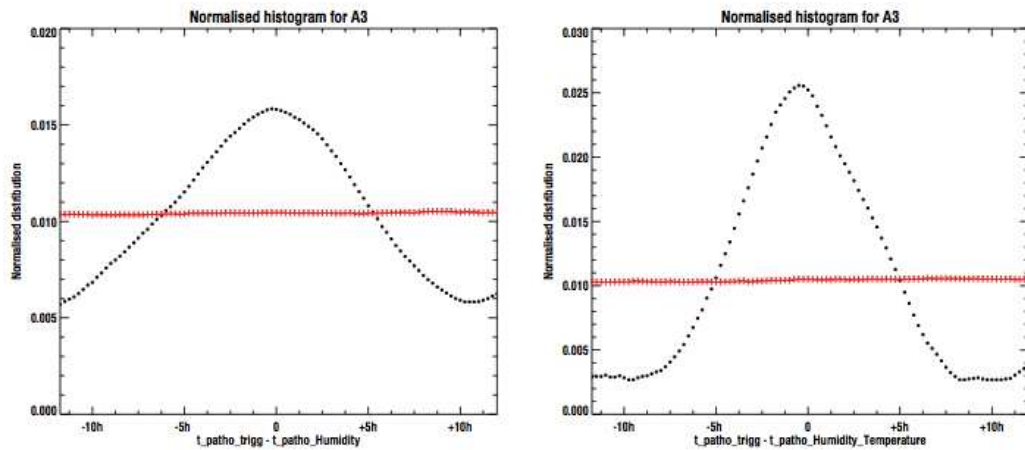 Normalised histogram for A3
0.020
0.015
0.010
0.005
0.000
Normalised distribution
-10h -5h 0 +5h +10h
t_patho_trigg - t_patho_Humidity
Normalised histogram for A3
0.030
0.025
0.020
0.015
0.010
0.005
0.000
Normalised distribution
-10h -5h 0 +5h +10h
t_patho_trigg - t_patho_Humidity_Temperature